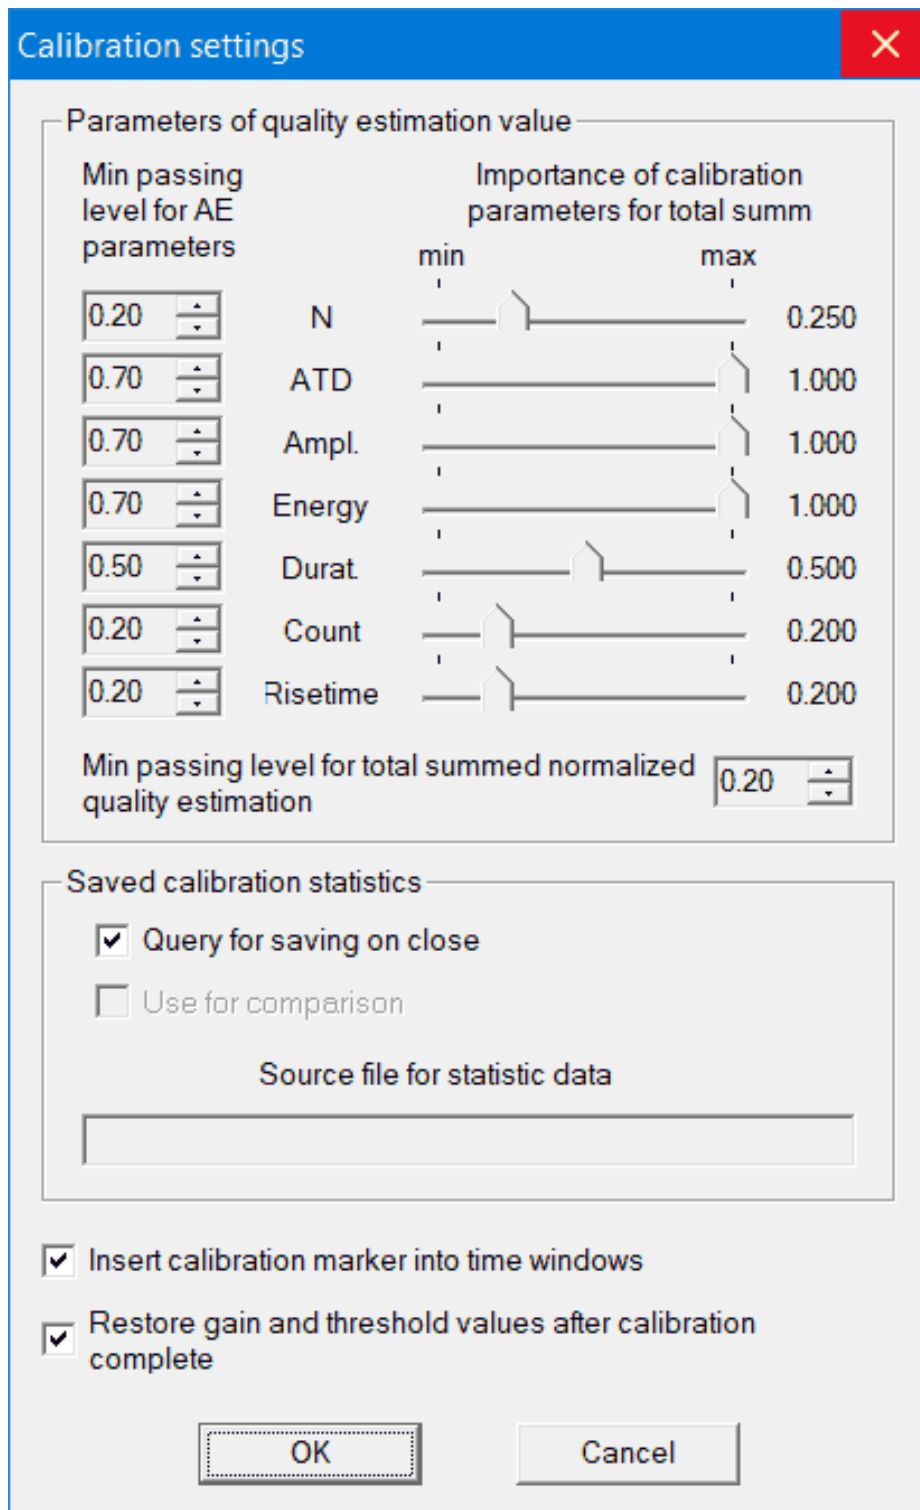 Calibration settings
Parameters of quality estimation value
Min passing
level for AE
parameters
Importance of calibration
parameters for total summ
min max
0.20 N 0.250
0.70 ATD 1.000
0.70 Ampl. 1.000
0.70 Energy 1.000
0.50 Durat. 0.500
0.20 Count 0.200
0.20 Risetime 0.200
Min passing level for total summed normalized
quality estimation
0.20
Saved calibration statistics
Query for saving on close
Use for comparison
Source file for statistic data
Insert calibration marker into time windows
Restore gain and threshold values after calibration
complete
OK Cancel